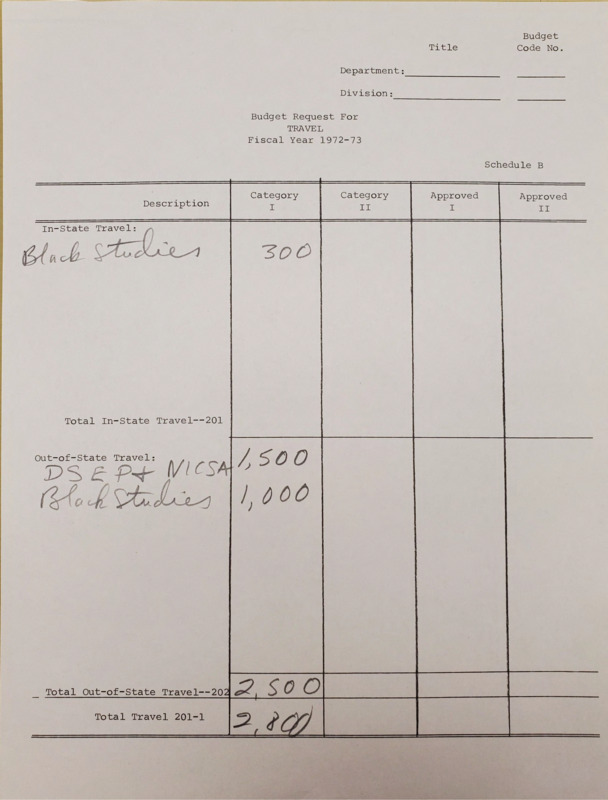 Budget
Title Code No.
Department:
Division:
Budget Request For
TRAVEL
Fiscal Year 1972-73
Schedule B
Description Category I Category II Approved I Approved II
In-State Travel:
Black Studies 300
Total In-State Travel--201
Out-of-State Travel:
DSEP + NICSA 1,500
Black Studies 1,000
Total Out-of-State Travel--202 2,500
Total Travel 201-1 2,800